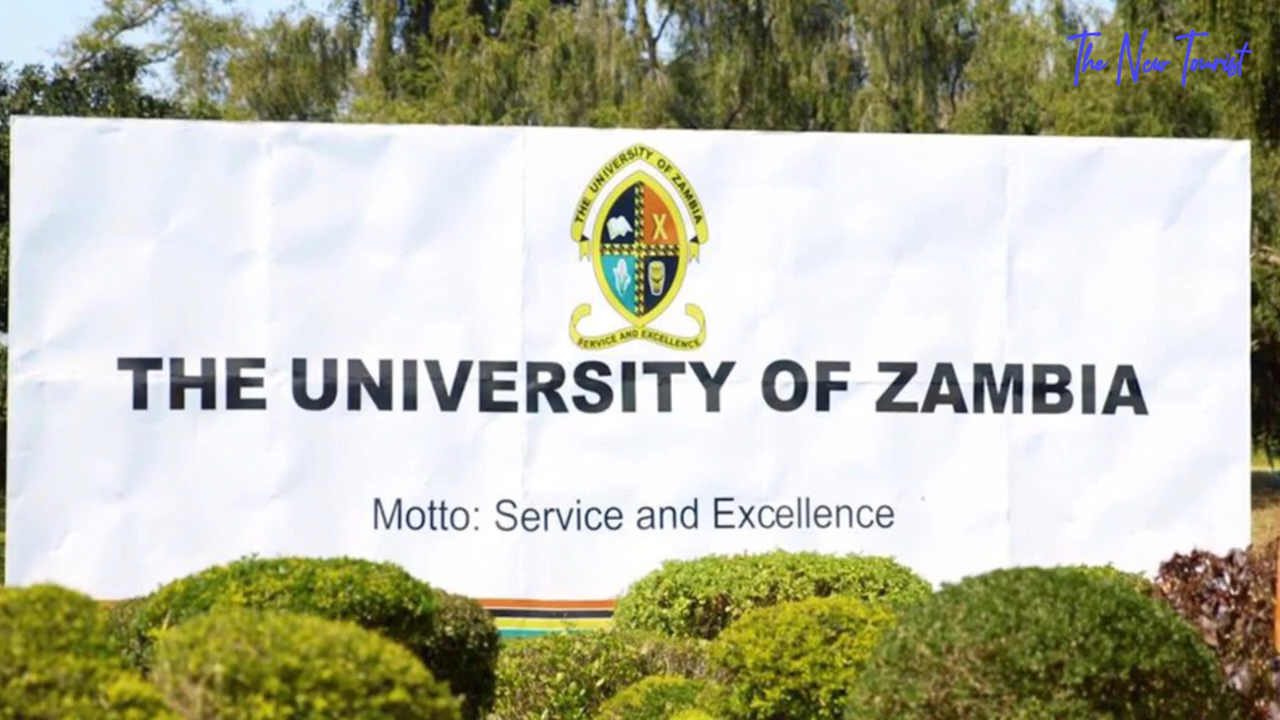 The New Tourist
THE UNIVERSITY OF ZAMBIA
SERVICE AND EXCELLENCE
THE UNIVERSITY OF ZAMBIA
Motto: Service and Excellence